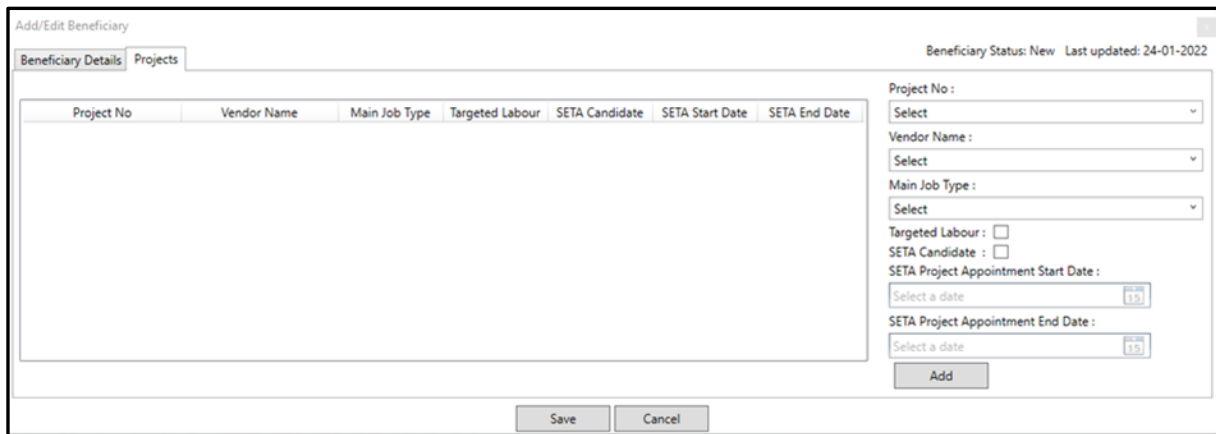 Add/Edit Beneficiary
x
Beneficiary Details Projects
Beneficiary Status: New Last updated: 24-01-2022
Project No Vendor Name Main Job Type Targeted Labour SETA Candidate SETA Start Date SETA End Date
Project No :
Select
Vendor Name :
Select
Main Job Type :
Select
Targeted Labour :
SETA Candidate :
SETA Project Appointment Start Date :
Select a date 15
SETA Project Appointment End Date :
Select a date 15
Add
Save Cancel